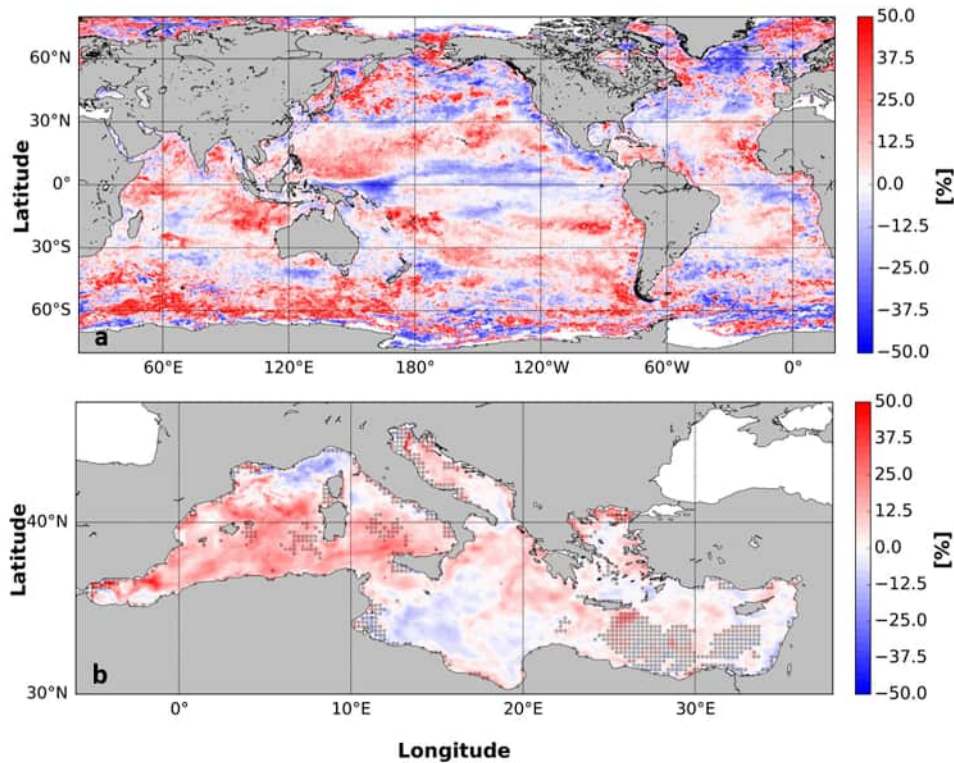 50.0
37.5
25.0
12.5
0.0
−12.5
−25.0
−37.5
−50.0
[%]
Latitude
60°N
30°N
0°
30°S
60°S
a
60°E
120°E
180°
120°W
60°W
0°
50.0
37.5
25.0
12.5
0.0
−12.5
−25.0
−37.5
−50.0
[%]
Latitude
40°N
30°N
b
0°
10°E
20°E
30°E
Longitude